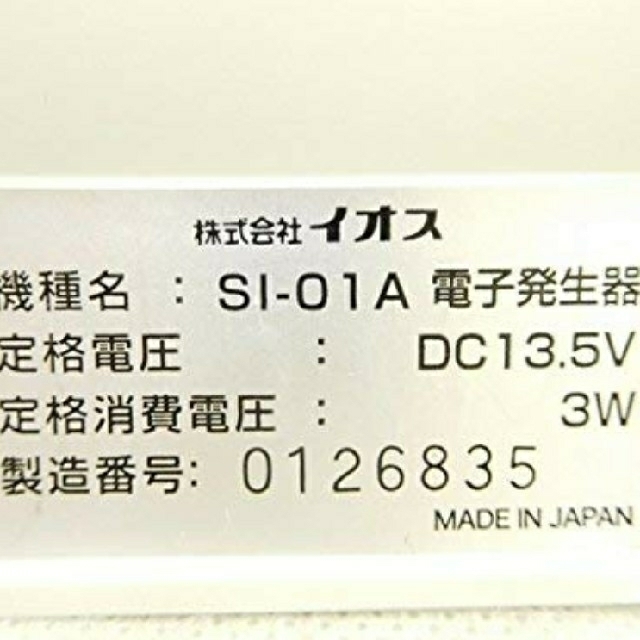 株式会社イオス
機種名 : SI-01A 電子発生器
定格電圧 : DC13.5V
定格消費電圧 : 3W
製造番号: 0126835
MADE IN JAPAN